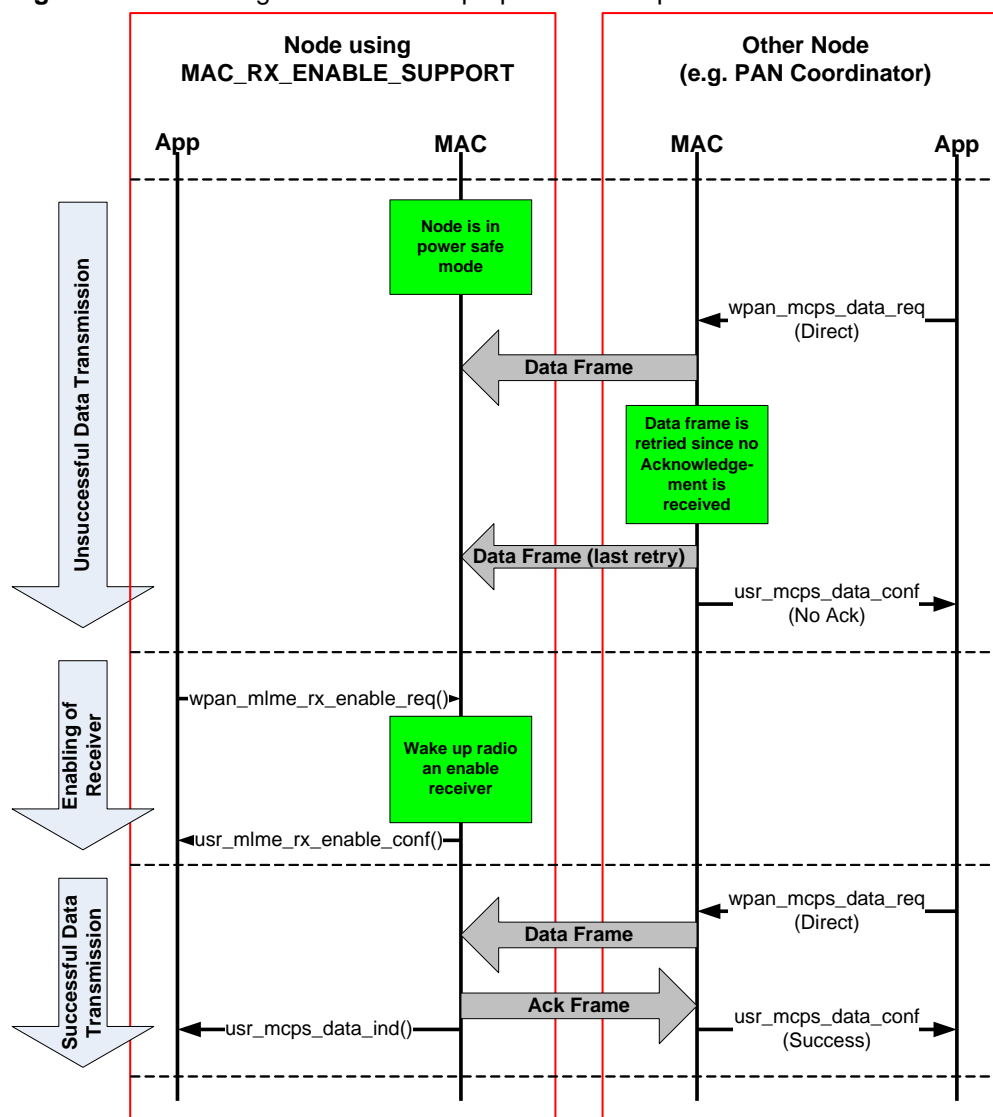 Node using
MAC_RX_ENABLE_SUPPORT
Other Node
(e.g. PAN Coordinator)
App
MAC
MAC
App
Unsuccessful Data Transmission
Node is in
power safe
mode
wpan_mcps_data_req
(Direct)
Data Frame
Data frame is
retried since no
Acknowledge-
ment is
received
Data Frame (last retry)
usr_mcps_data_conf
(No Ack)
Enabling of
Receiver
wpan_mlme_rx_enable_req()
Wake up radio
an enable
receiver
usr_mlme_rx_enable_conf()
Successful Data
Transmission
wpan_mcps_data_req
(Direct)
Data Frame
Ack Frame
usr_mcps_data_ind()
usr_mcps_data_conf
(Success)